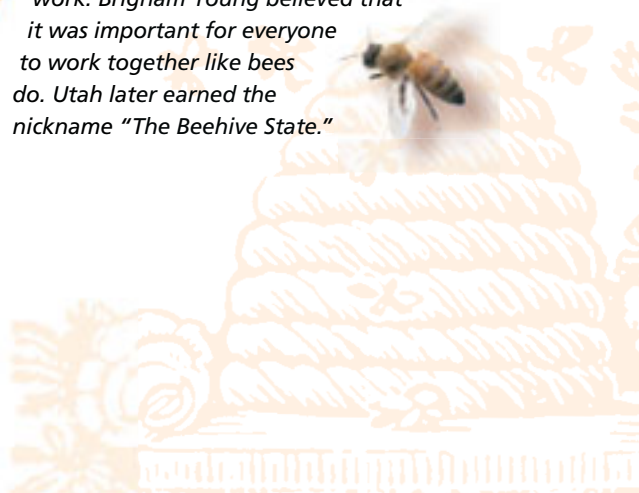 work. Brigham Young believed that
it was important for everyone
to work together like bees
do. Utah later earned the
nickname “The Beehive State.”